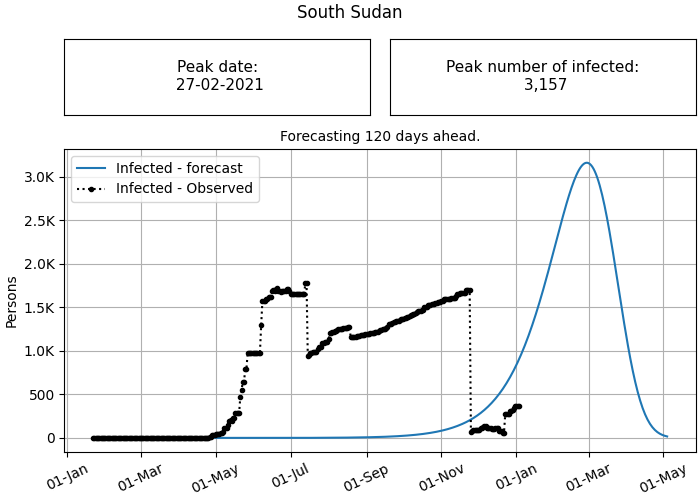 South Sudan
Peak date:
27-02-2021
Peak number of infected:
3,157
Forecasting 120 days ahead.
Infected - forecast
Infected - Observed
Persons
3.0K
2.5K
2.0K
1.5K
1.0K
500
0
01-Jan
01-Mar
01-May
01-Jul
01-Sep
01-Nov
01-Jan
01-Mar
01-May